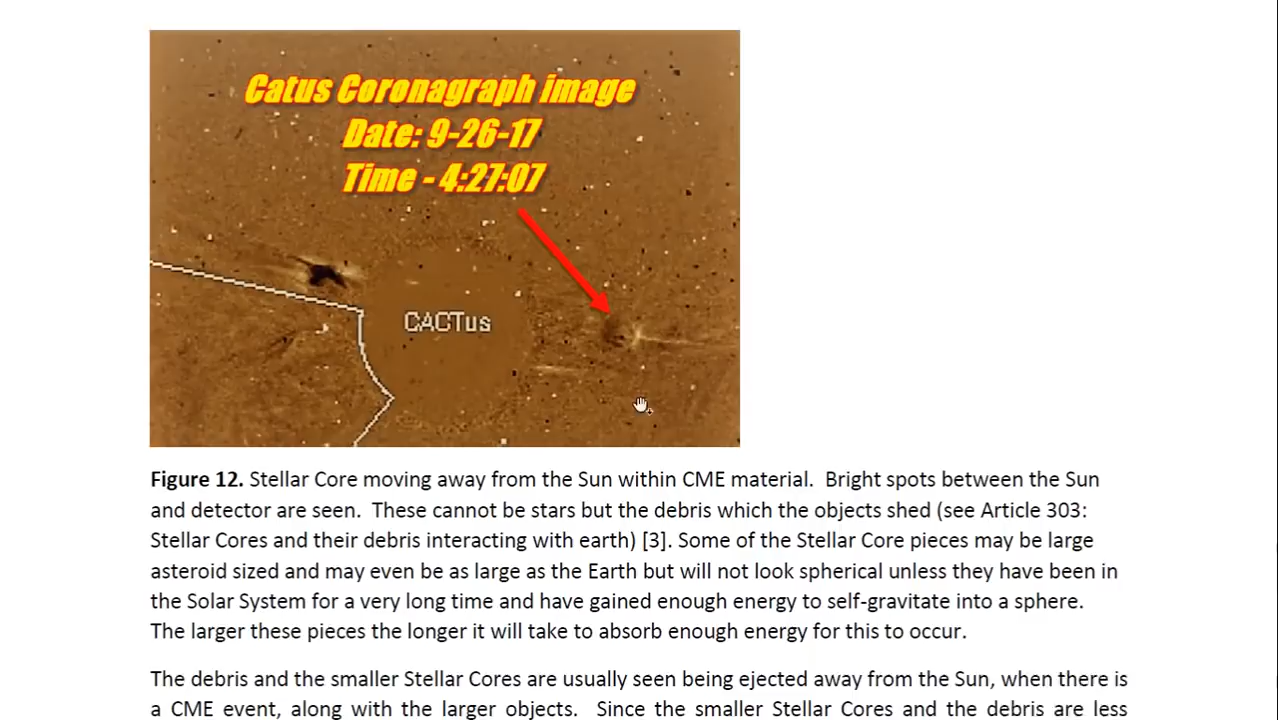 Catus Coronagraph image
Date: 9-26-17
Time - 4:27:07
CACTus
Figure 12. Stellar Core moving away from the Sun within CME material. Bright spots between the Sun
and detector are seen. These cannot be stars but the debris which the objects shed (see Article 303:
Stellar Cores and their debris interacting with earth) [3]. Some of the Stellar Core pieces may be large
asteroid sized and may even be as large as the Earth but will not look spherical unless they have been in
the Solar System for a very long time and have gained enough energy to self-gravitate into a sphere.
The larger these pieces the longer it will take to absorb enough energy for this to occur.
The debris and the smaller Stellar Cores are usually seen being ejected away from the Sun, when there is
a CME event, along with the larger objects. Since the smaller Stellar Cores and the debris are less